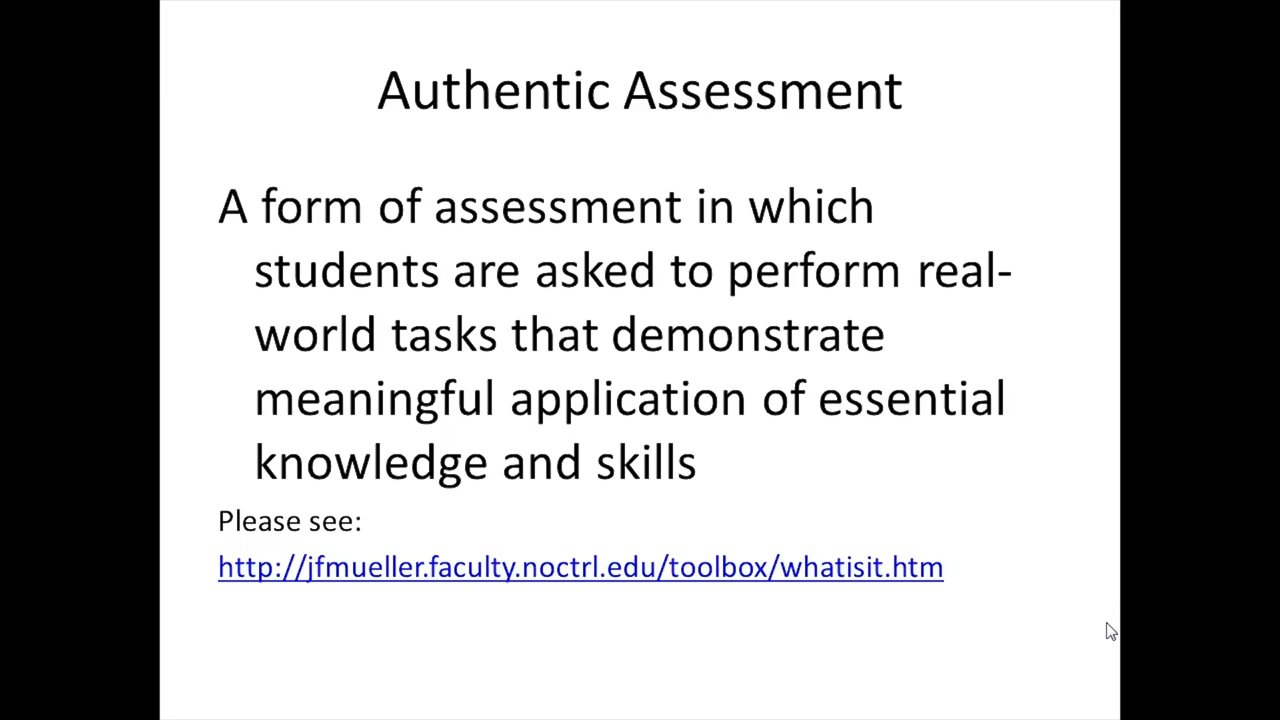 Authentic Assessment
A form of assessment in which
students are asked to perform real-
world tasks that demonstrate
meaningful application of essential
knowledge and skills
Please see:
http://jfmueller.faculty.noctrl.edu/toolbox/whatisit.htm